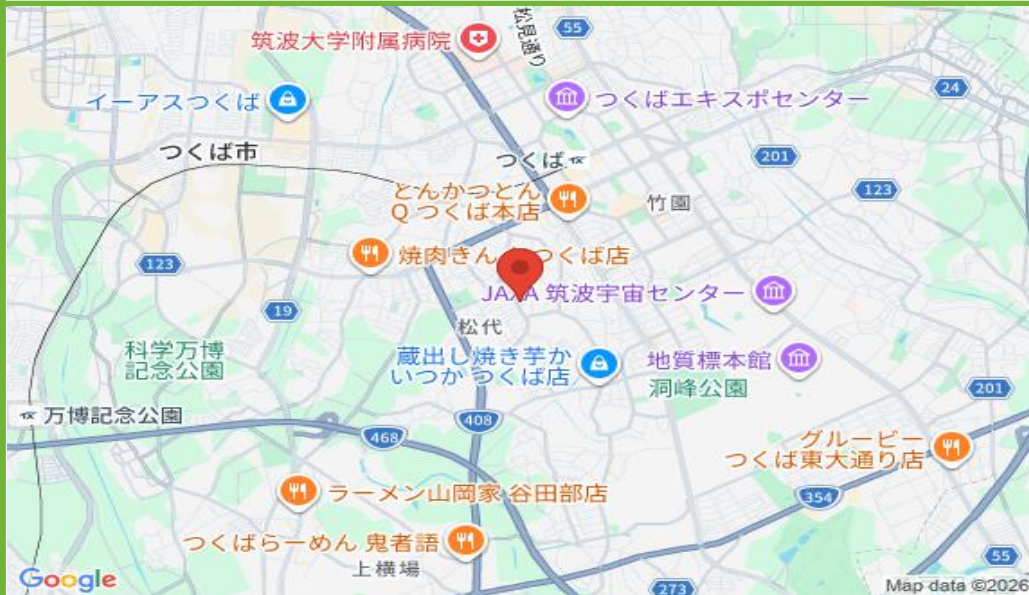 松見通り
55
筑波大学附属病院
イーアスつくば
つくばエキスポセンター
24
つくば市
つくば
201
とんかつとん
Q つくば本店
竹園
123
焼肉きん
つくば店
123
JAXA 筑波宇宙センター
19
松代
科学万博
記念公園
蔵出し焼き芋か
いつか つくば店
地質標本館
洞峰公園
201
万博記念公園
408
468
グルービー
つくば東大通り店
ラーメン山岡家 谷田部店
354
つくばらーめん 鬼者語
上横場
55
273
Google
Map data ©2026